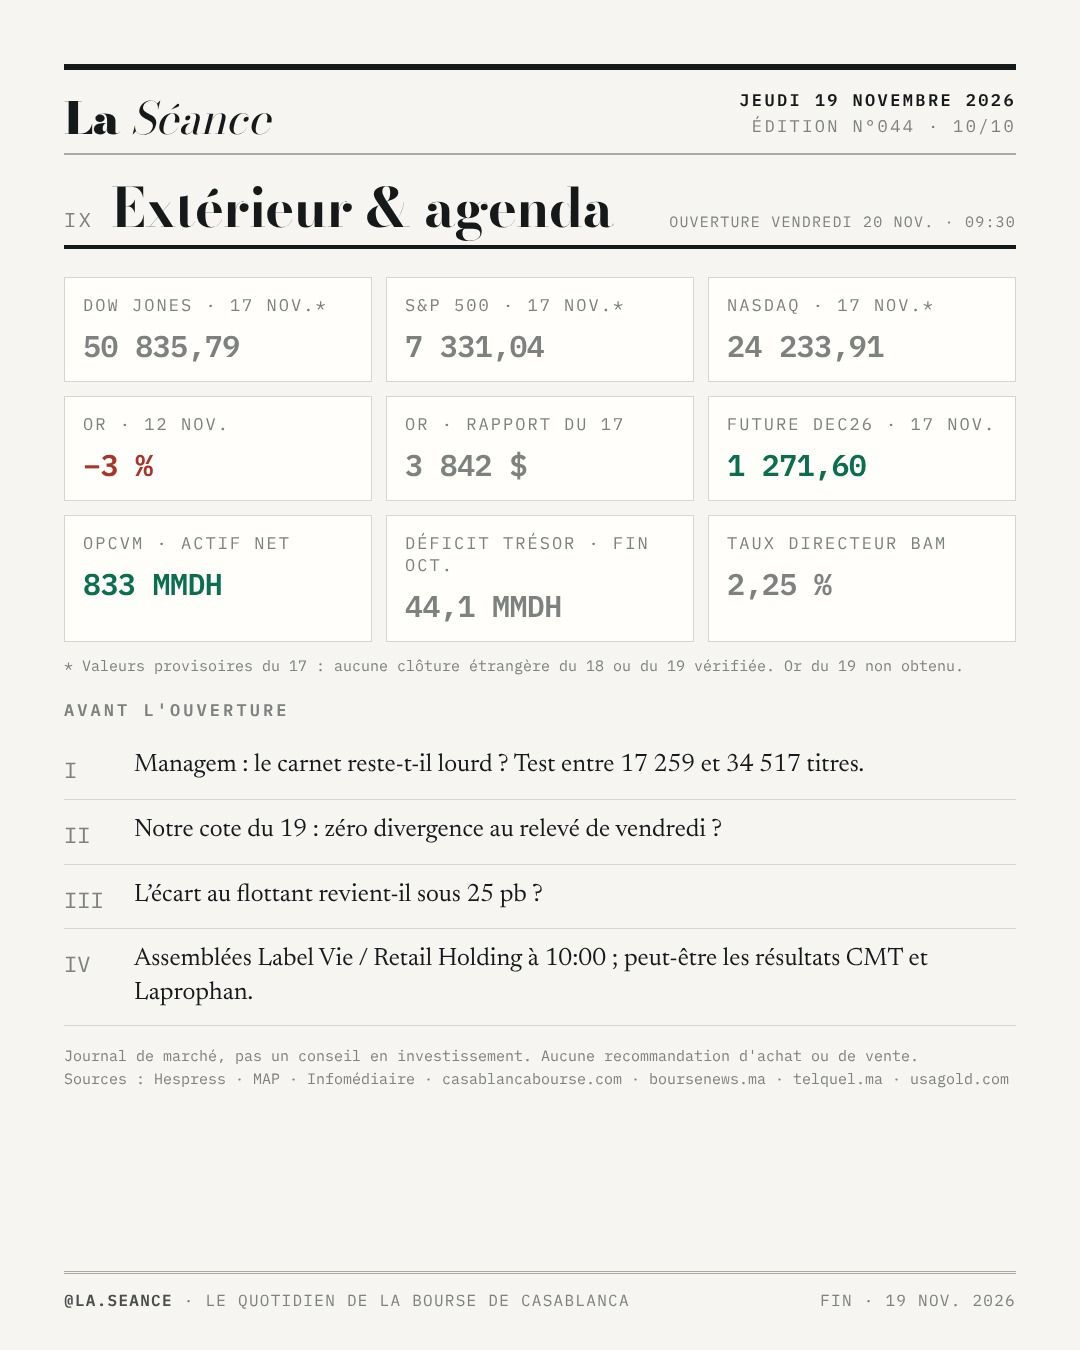 La Séance
JEUDI 19 NOVEMBRE 2026
ÉDITION N°044 · 10/10
IX Extérieur & agenda
OUVERTURE VENDREDI 20 NOV. · 09:30
DOW JONES · 17 NOV.*
50 835,79
S&P 500 · 17 NOV.*
7 331,04
NASDAQ · 17 NOV.*
24 233,91
OR · 12 NOV.
−3 %
OR · RAPPORT DU 17
3 842 $
FUTURE DEC26 · 17 NOV.
1 271,60
OPCVM · ACTIF NET
833 MMDH
DÉFICIT TRÉSOR · FIN
OCT.
44,1 MMDH
TAUX DIRECTEUR BAM
2,25 %
* Valeurs provisoires du 17 : aucune clôture étrangère du 18 ou du 19 vérifiée. Or du 19 non obtenu.
AVANT L'OUVERTURE
I Managem : le carnet reste-t-il lourd ? Test entre 17 259 et 34 517 titres.
II Notre cote du 19 : zéro divergence au relevé de vendredi ?
III L’écart au flottant revient-il sous 25 pb ?
IV Assemblées Label Vie / Retail Holding à 10:00 ; peut-être les résultats CMT et
Laprophan.
Journal de marché, pas un conseil en investissement. Aucune recommandation d'achat ou de vente.
Sources : Hespress · MAP · Infomédiaire · casablancabourse.com · boursenews.ma · telquel.ma · usagold.com
@LA.SEANCE · LE QUOTIDIEN DE LA BOURSE DE CASABLANCA
FIN · 19 NOV. 2026